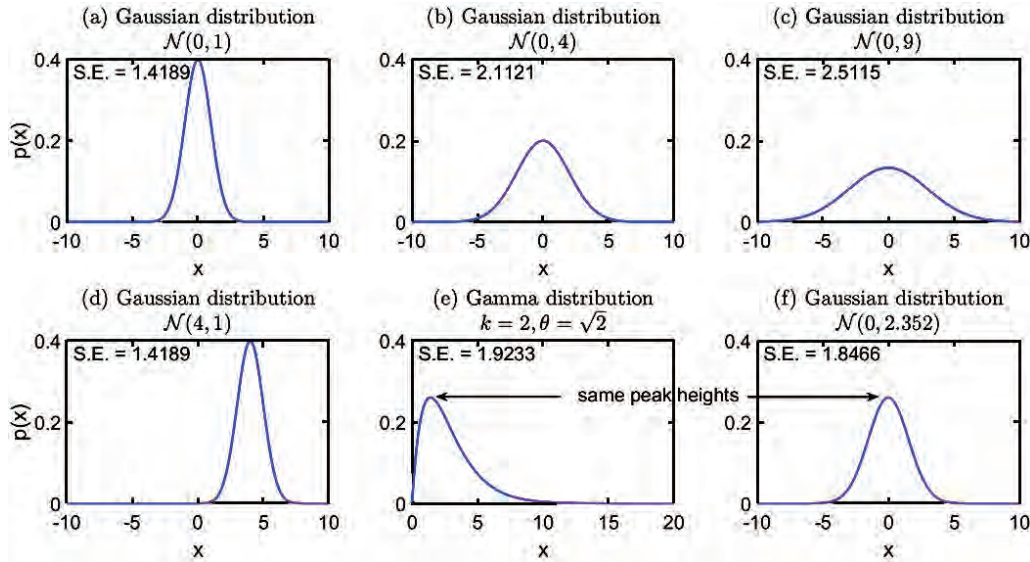 (a) Gaussian distribution
𝒩(0, 1)
S.E. = 1.4189
0.4
0.2
0
p(x)
-10 -5 0 5 10
x
(b) Gaussian distribution
𝒩(0, 4)
S.E. = 2.1121
0.4
0.2
0
-10 -5 0 5 10
x
(c) Gaussian distribution
𝒩(0, 9)
S.E. = 2.5115
0.4
0.2
0
-10 -5 0 5 10
x
(d) Gaussian distribution
𝒩(4, 1)
S.E. = 1.4189
0.4
0.2
0
p(x)
-10 -5 0 5 10
x
(e) Gamma distribution
k = 2, θ = √2
S.E. = 1.9233
0.4
0.2
0
0 5 10 15 20
x
same peak heights
(f) Gaussian distribution
𝒩(0, 2.352)
S.E. = 1.8466
0.4
0.2
0
-10 -5 0 5 10
x